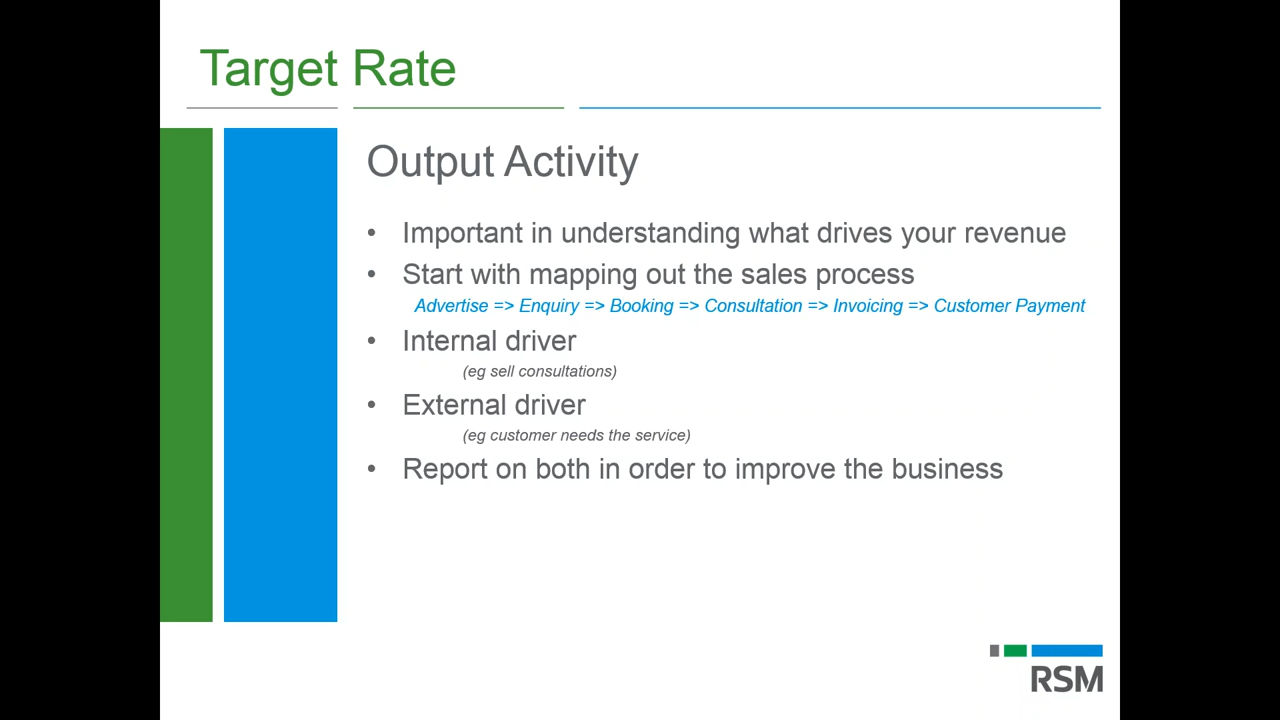 Target Rate
Output Activity
• Important in understanding what drives your revenue
• Start with mapping out the sales process
Advertise => Enquiry => Booking => Consultation => Invoicing => Customer Payment
• Internal driver
(eg sell consultations)
• External driver
(eg customer needs the service)
• Report on both in order to improve the business
RSM